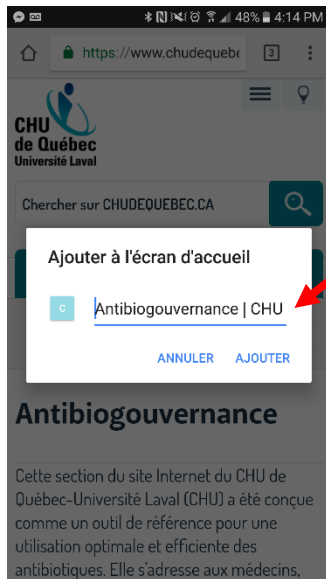 48% 4:14 PM
https://www.chudequebe 3
CHU
de Québec
Université Laval
Chercher sur CHUDEQUEBEC.CA
Ajouter à l'écran d'accueil
C Antibiogouvernance | CHU
ANNULER AJOUTER
Antibiogouvernance
Cette section du site Internet du CHU de
Québec-Université Laval (CHU) a été conçue
comme un outil de référence pour une
utilisation optimale et efficiente des
antibiotiques. Elle s'adresse aux médecins,